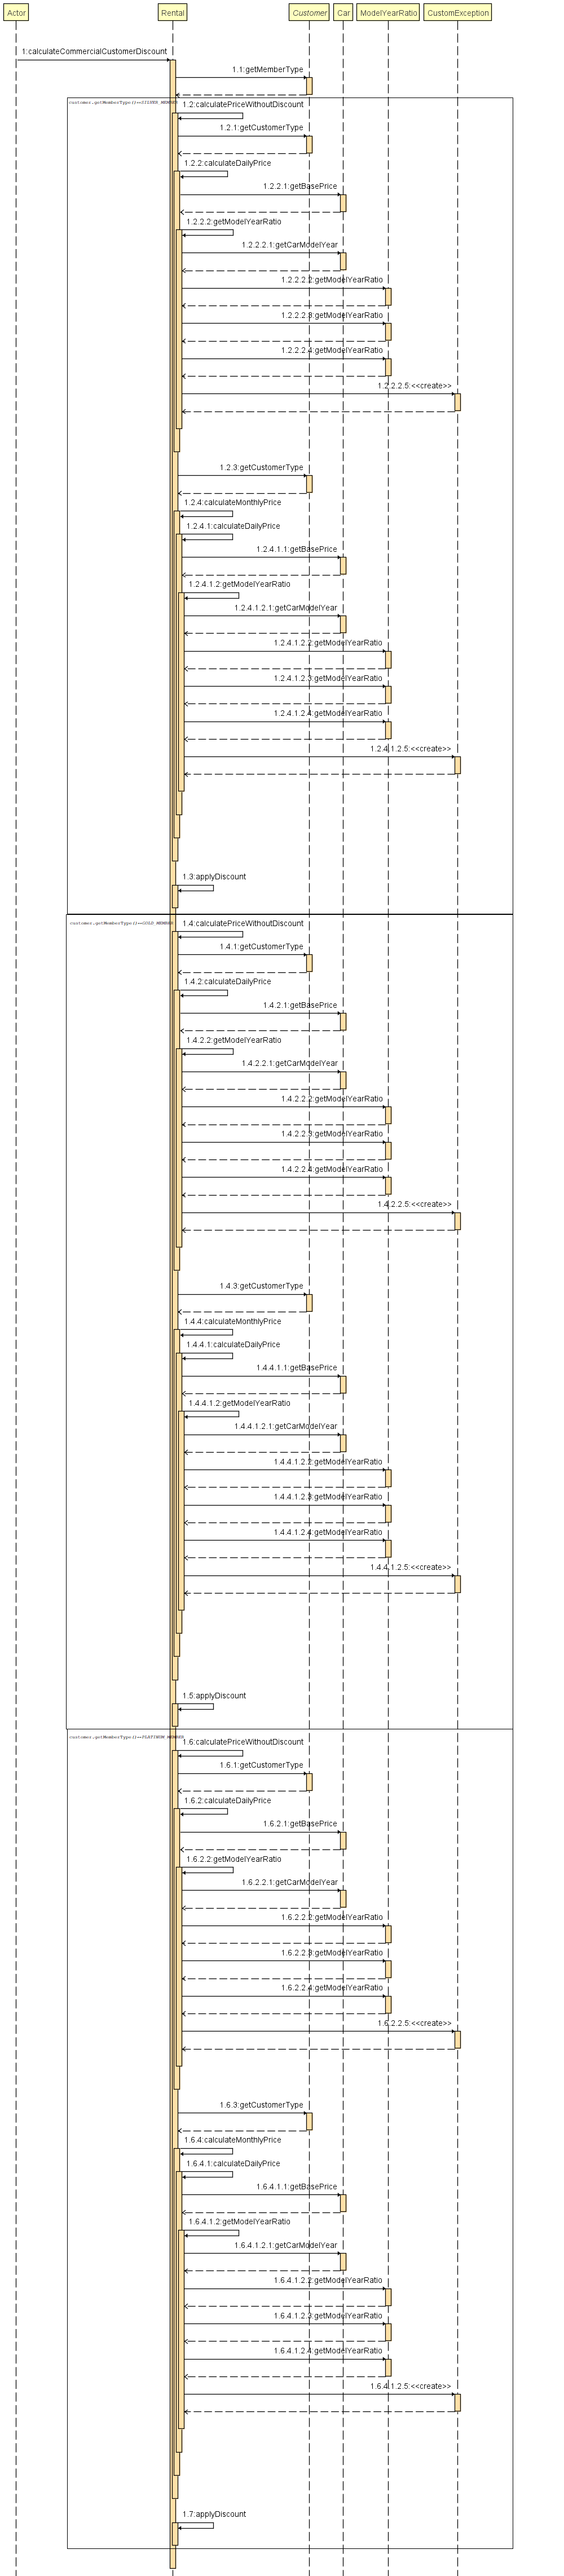 Actor Rental Customer Car ModelYearRatio CustomException
1:calculateCommercialCustomerDiscount
1.1:getMemberType
customer.getMemberType()==SILVER_MEMBER
1.2:calculatePriceWithoutDiscount
1.2.1:getCustomerType
1.2.2:calculateDailyPrice
1.2.2.1:getBasePrice
1.2.2.2:getModelYearRatio
1.2.2.2.1:getCarModelYear
1.2.2.2.2:getModelYearRatio
1.2.2.2.3:getModelYearRatio
1.2.2.2.4:getModelYearRatio
1.2.2.2.5:<<create>>
1.2.3:getCustomerType
1.2.4:calculateMonthlyPrice
1.2.4.1:calculateDailyPrice
1.2.4.1.1:getBasePrice
1.2.4.1.2:getModelYearRatio
1.2.4.1.2.1:getCarModelYear
1.2.4.1.2.2:getModelYearRatio
1.2.4.1.2.3:getModelYearRatio
1.2.4.1.2.4:getModelYearRatio
1.2.4.1.2.5:<<create>>
1.3:applyDiscount
customer.getMemberType()==GOLD_MEMBER
1.4:calculatePriceWithoutDiscount
1.4.1:getCustomerType
1.4.2:calculateDailyPrice
1.4.2.1:getBasePrice
1.4.2.2:getModelYearRatio
1.4.2.2.1:getCarModelYear
1.4.2.2.2:getModelYearRatio
1.4.2.2.3:getModelYearRatio
1.4.2.2.4:getModelYearRatio
1.4.2.2.5:<<create>>
1.4.3:getCustomerType
1.4.4:calculateMonthlyPrice
1.4.4.1:calculateDailyPrice
1.4.4.1.1:getBasePrice
1.4.4.1.2:getModelYearRatio
1.4.4.1.2.1:getCarModelYear
1.4.4.1.2.2:getModelYearRatio
1.4.4.1.2.3:getModelYearRatio
1.4.4.1.2.4:getModelYearRatio
1.4.4.1.2.5:<<create>>
1.5:applyDiscount
customer.getMemberType()==PLATINUM_MEMBER
1.6:calculatePriceWithoutDiscount
1.6.1:getCustomerType
1.6.2:calculateDailyPrice
1.6.2.1:getBasePrice
1.6.2.2:getModelYearRatio
1.6.2.2.1:getCarModelYear
1.6.2.2.2:getModelYearRatio
1.6.2.2.3:getModelYearRatio
1.6.2.2.4:getModelYearRatio
1.6.2.2.5:<<create>>
1.6.3:getCustomerType
1.6.4:calculateMonthlyPrice
1.6.4.1:calculateDailyPrice
1.6.4.1.1:getBasePrice
1.6.4.1.2:getModelYearRatio
1.6.4.1.2.1:getCarModelYear
1.6.4.1.2.2:getModelYearRatio
1.6.4.1.2.3:getModelYearRatio
1.6.4.1.2.4:getModelYearRatio
1.6.4.1.2.5:<<create>>
1.7:applyDiscount